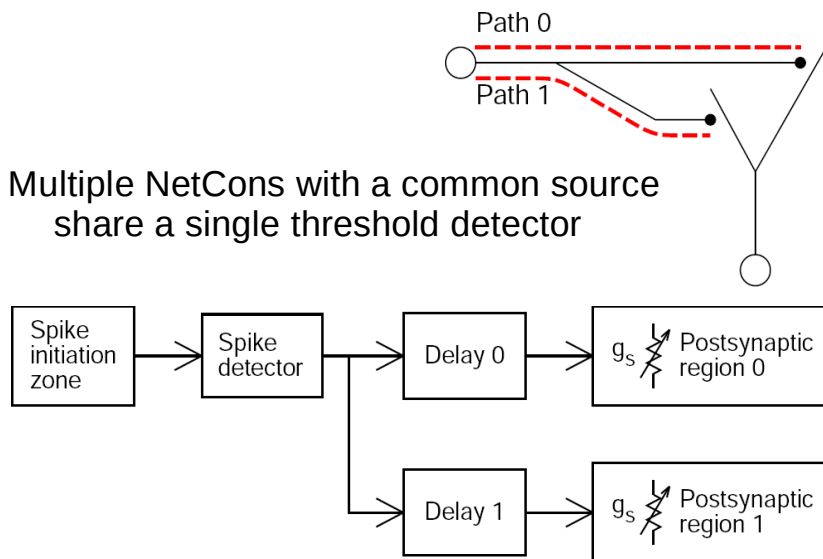 Path 0
Path 1
Multiple NetCons with a common source
share a single threshold detector
Spike
initiation
zone
Spike
detector
Delay 0
gs Postsynaptic
region 0
Delay 1
gs Postsynaptic
region 1